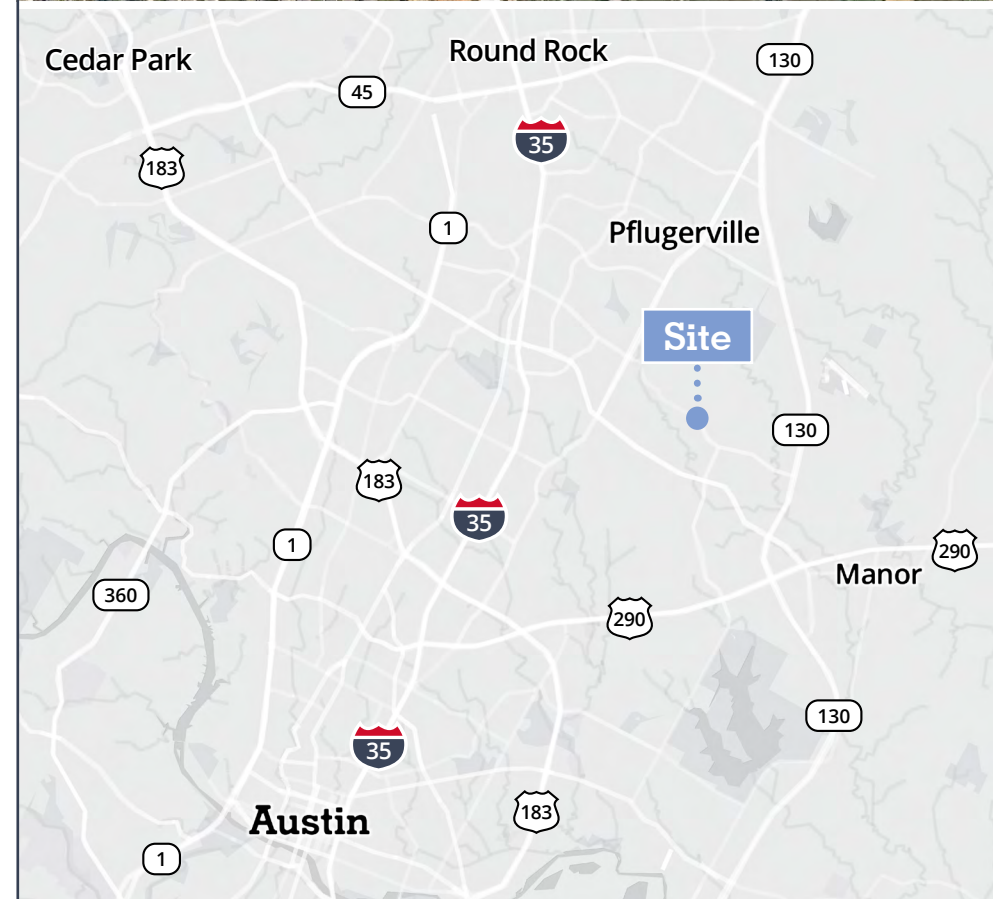 Cedar Park
Round Rock
130
45
35
183
1
Pflugerville
Site
130
183
35
1
290
Manor
360
290
130
35
183
Austin
1